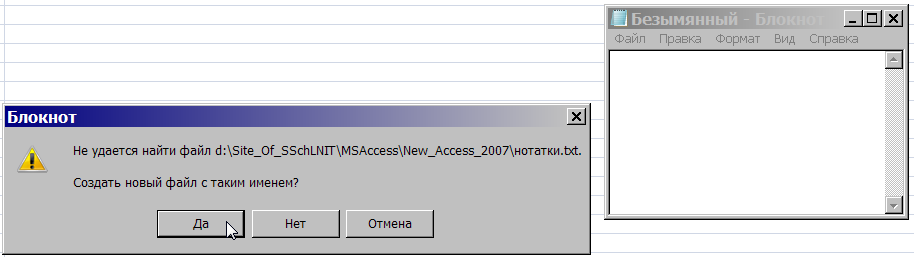 Безымянный - Блокнот
Файл Правка Формат Вид Справка
Блокнот
Не удается найти файл d:\Site_Of_SSchLNIT\MSAccess\New_Access_2007\нотатки.txt.
Создать новый файл с таким именем?
Да Нет Отмена